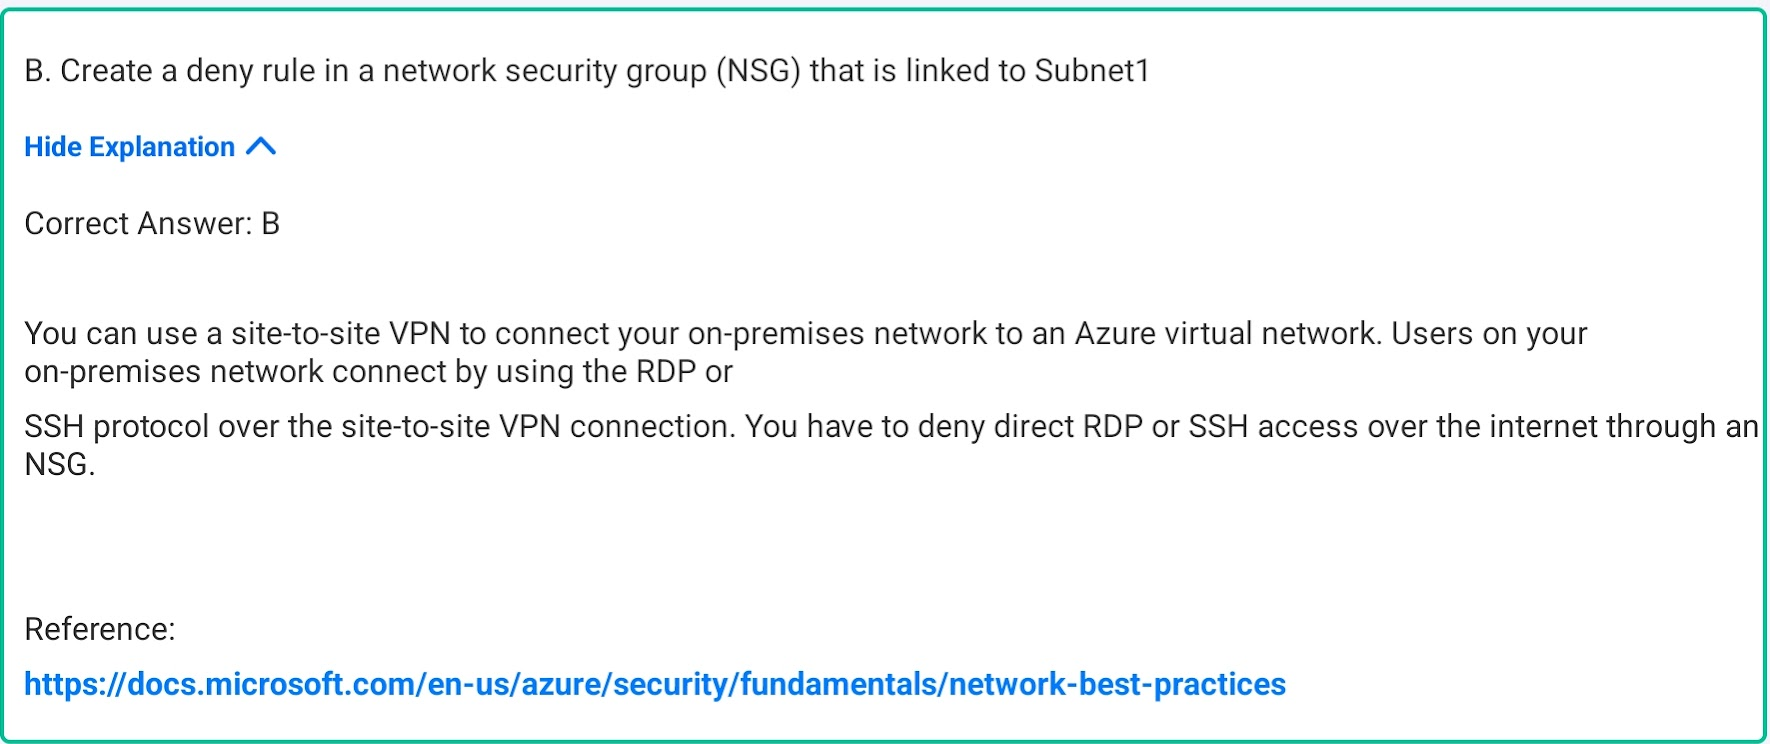 B. Create a deny rule in a network security group (NSG) that is linked to Subnet1
Hide Explanation
Correct Answer: B
You can use a site-to-site VPN to connect your on-premises network to an Azure virtual network. Users on your
on-premises network connect by using the RDP or
SSH protocol over the site-to-site VPN connection. You have to deny direct RDP or SSH access over the internet through an
NSG.
Reference:
https://docs.microsoft.com/en-us/azure/security/fundamentals/network-best-practices